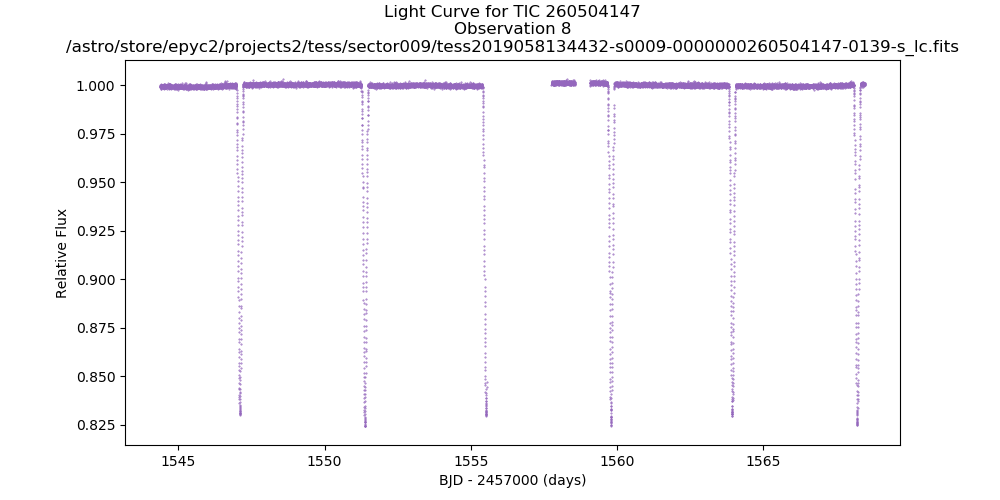 Light Curve for TIC 260504147
Observation 8
/astro/store/epyc2/projects2/tess/sector009/tess2019058134432-s0009-0000000260504147-0139-s_lc.fits
1.000
0.975
0.950
0.925
0.900
0.875
0.850
0.825
Relative Flux
1545
1550
1555
1560
1565
BJD - 2457000 (days)